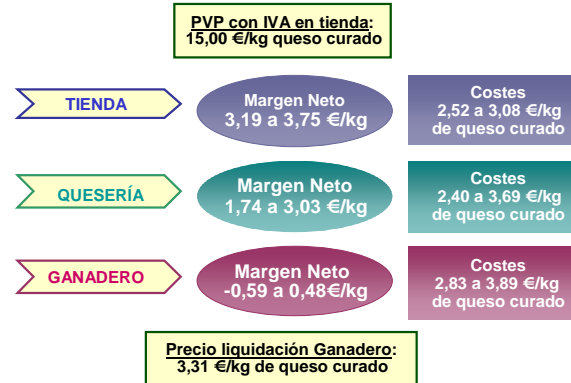 PVP con IVA en tienda:
15,00 €/kg queso curado
TIENDA
Margen Neto
3,19 a 3,75 €/kg
Costes
2,52 a 3,08 €/kg
de queso curado
QUESERÍA
Margen Neto
1,74 a 3,03 €/kg
Costes
2,40 a 3,69 €/kg
de queso curado
GANADERO
Margen Neto
-0,59 a 0,48€/kg
Costes
2,83 a 3,89 €/kg
de queso curado
Precio liquidación Ganadero:
3,31 €/kg de queso curado